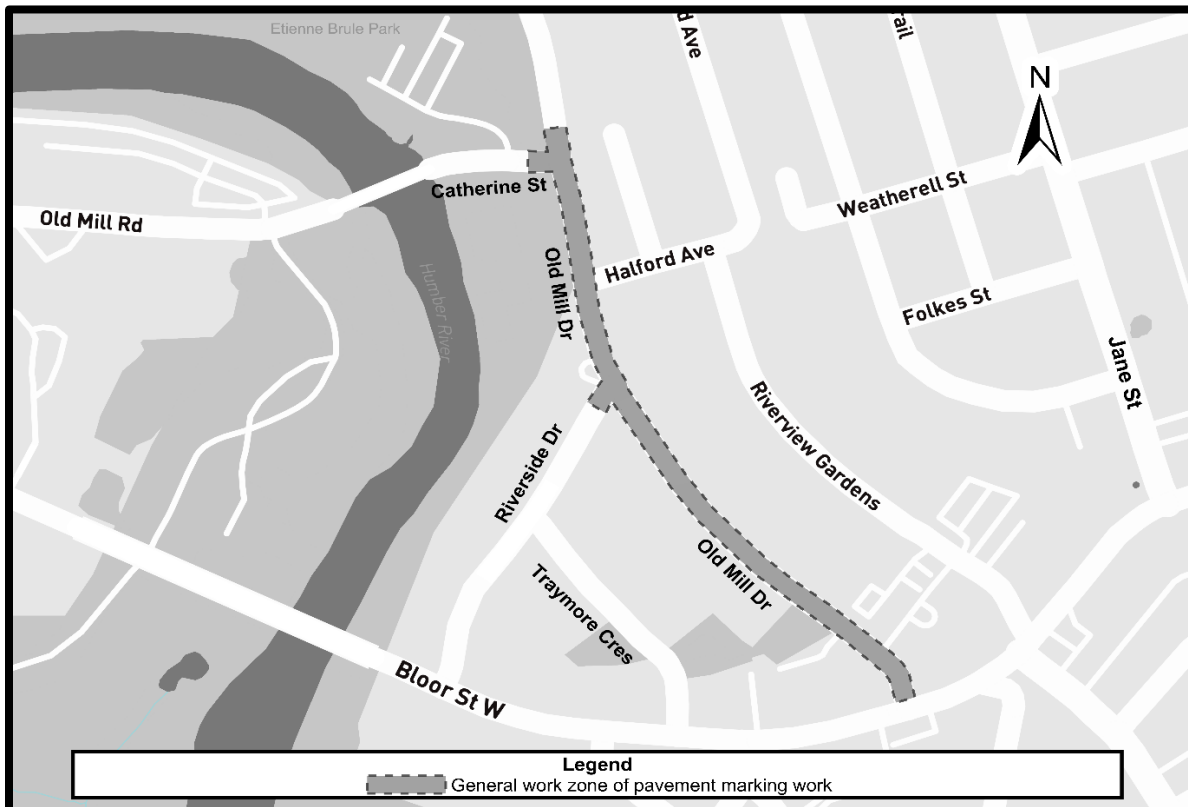 Etienne Brule Park
d Ave
rail
N
Catherine St
Weatherell St
Old Mill Rd
Halford Ave
Old Mill Dr
Humber River
Folkes St
Jane St
Riverview Gardens
Riverside Dr
Old Mill Dr
Traymore Cres
Bloor St W
Legend
General work zone of pavement marking work